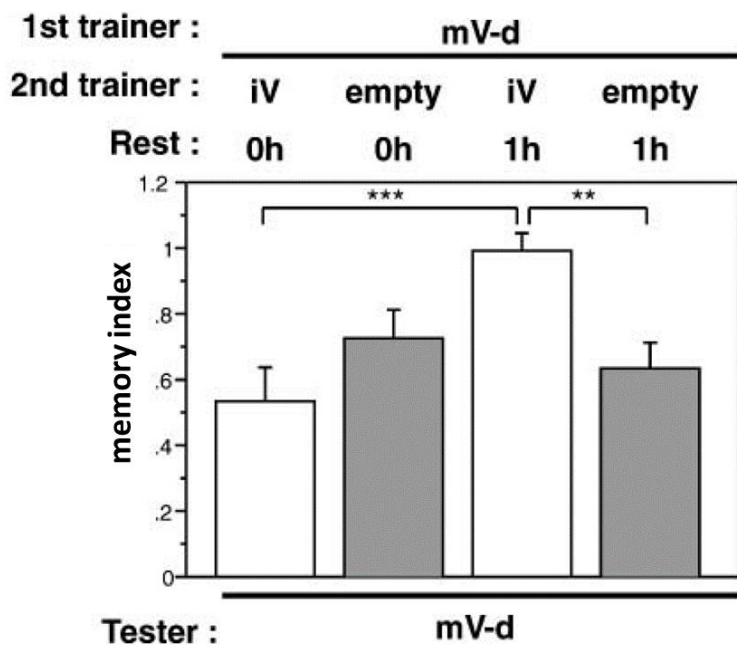 1st trainer : mV-d
2nd trainer : iV empty iV empty
Rest : 0h 0h 1h 1h
1.2
*** **
1
.8
.6
.4
.2
0
memory index
Tester : mV-d